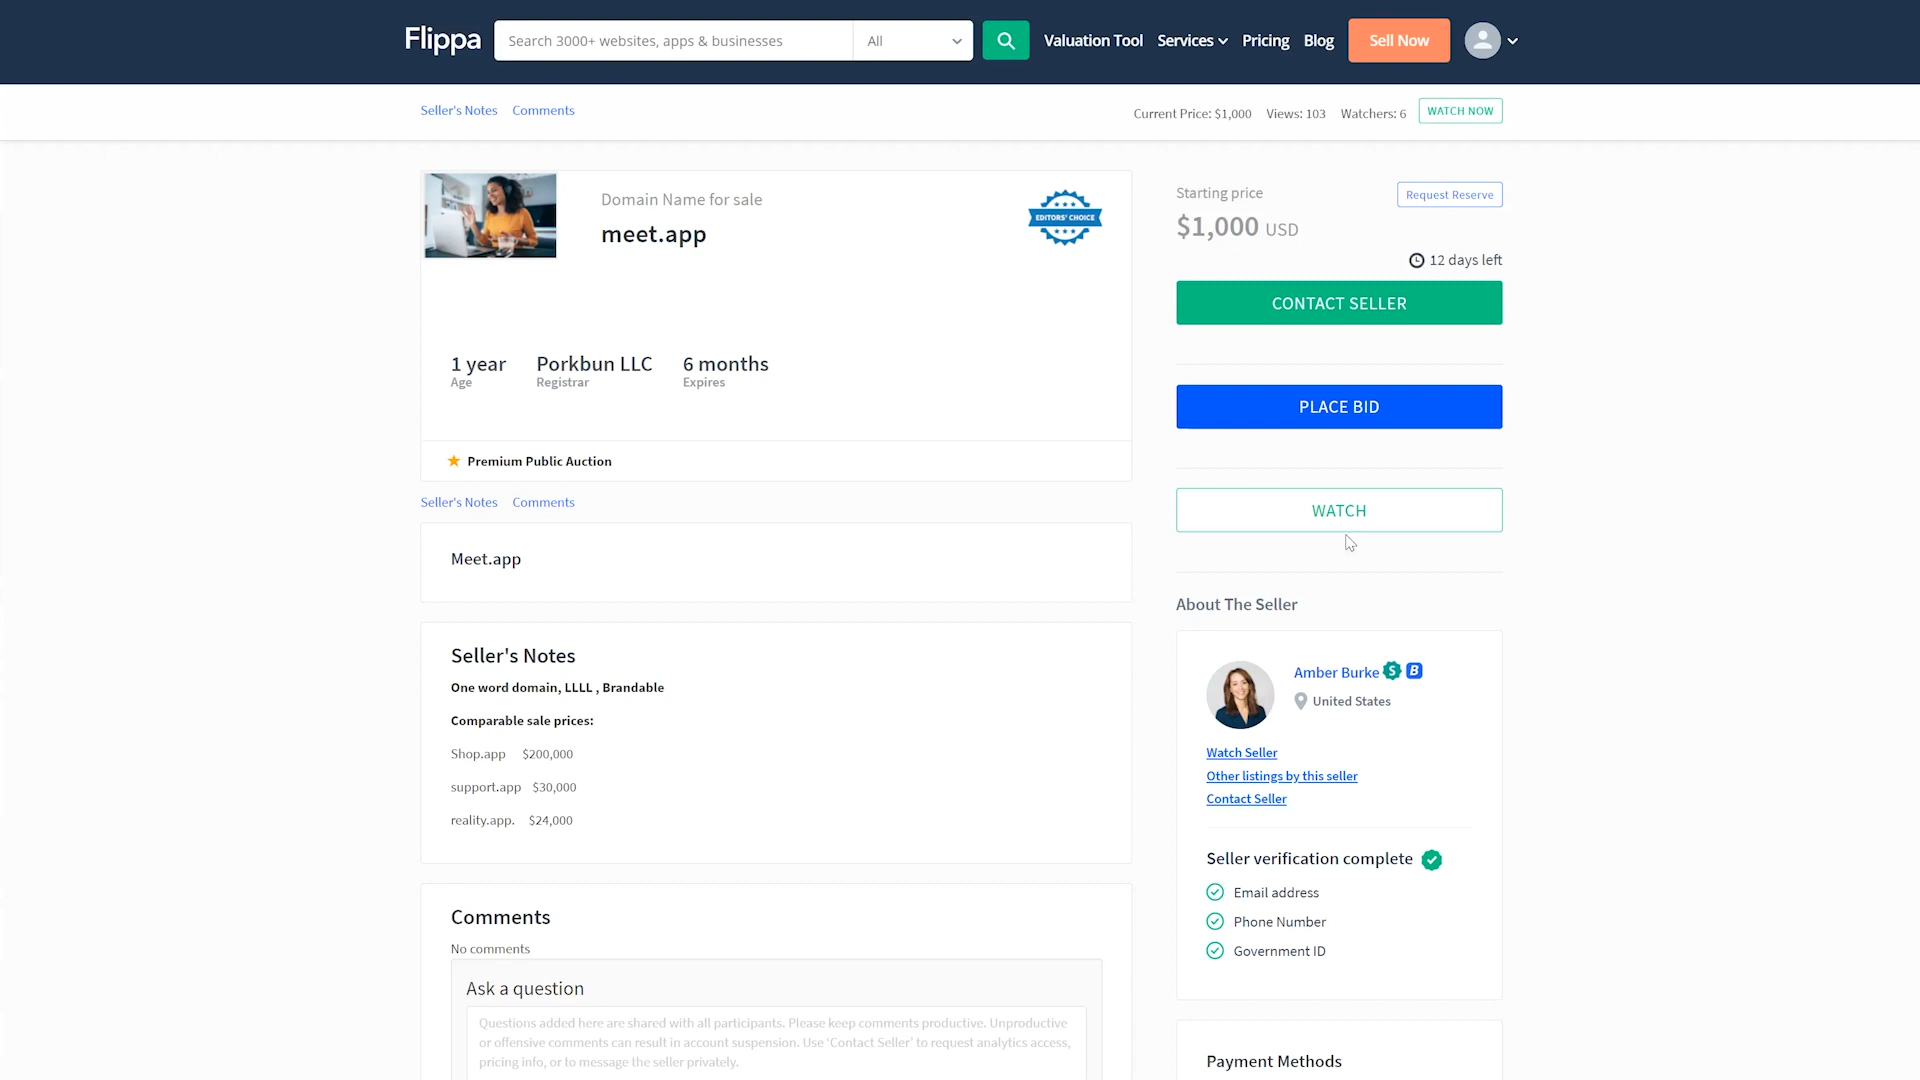 Flippa
Search 3000+ websites, apps & businesses
All
Valuation Tool
Services
Pricing
Blog
Sell Now
Seller's Notes
Comments
Current Price: $1,000
Views: 103
Watchers: 6
WATCH NOW
Domain Name for sale
meet.app
EDITORS' CHOICE
1 year
Age
Porkbun LLC
Registrar
6 months
Expires
Premium Public Auction
Seller's Notes
Comments
Meet.app
Seller's Notes
One word domain, LLLL , Brandable
Comparable sale prices:
Shop.app $200,000
support.app $30,000
reality.app. $24,000
Comments
No comments
Ask a question
Questions added here are shared with all participants. Please keep comments productive. Unproductive
or offensive comments can result in account suspension. Use ‘Contact Seller’ to request analytics access,
pricing info, or to message the seller privately.
Starting price
Request Reserve
$1,000 USD
12 days left
CONTACT SELLER
PLACE BID
WATCH
About The Seller
Amber Burke S B
United States
Watch Seller
Other listings by this seller
Contact Seller
Seller verification complete
Email address
Phone Number
Government ID
Payment Methods